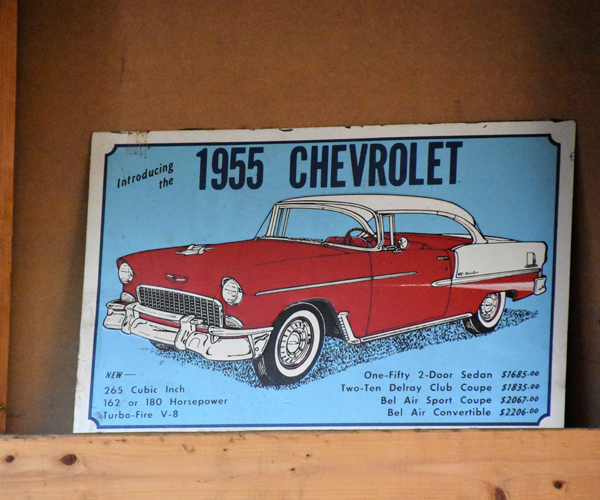 Introducing
the
1955 CHEVROLET
NEW —
265 Cubic Inch
162 or 180 Horsepower
Turbo-Fire V-8
One-Fifty 2-Door Sedan $1685.00
Two-Ten Delray Club Coupe $1835.00
Bel Air Sport Coupe $2067.00
Bel Air Convertible $2206.00